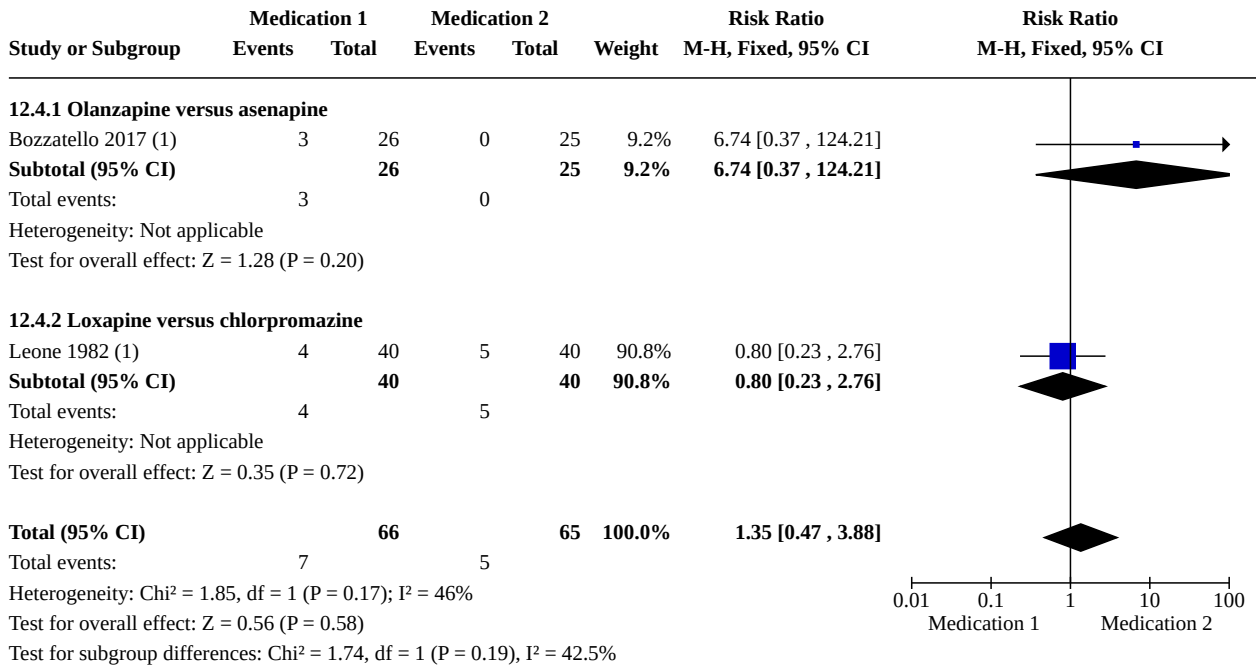 Medication 1 Medication 2 Risk Ratio Risk Ratio
Study or Subgroup Events Total Events Total Weight M-H, Fixed, 95% CI M-H, Fixed, 95% CI
12.4.1 Olanzapine versus asenapine
Bozzatello 2017 (1) 3 26 0 25 9.2% 6.74 [0.37 , 124.21]
Subtotal (95% CI) 26 25 9.2% 6.74 [0.37 , 124.21]
Total events: 3 0
Heterogeneity: Not applicable
Test for overall effect: Z = 1.28 (P = 0.20)
12.4.2 Loxapine versus chlorpromazine
Leone 1982 (1) 4 40 5 40 90.8% 0.80 [0.23 , 2.76]
Subtotal (95% CI) 40 40 90.8% 0.80 [0.23 , 2.76]
Total events: 4 5
Heterogeneity: Not applicable
Test for overall effect: Z = 0.35 (P = 0.72)
Total (95% CI) 66 65 100.0% 1.35 [0.47 , 3.88]
Total events: 7 5
Heterogeneity: Chi² = 1.85, df = 1 (P = 0.17); I² = 46%
Test for overall effect: Z = 0.56 (P = 0.58)
Test for subgroup differences: Chi² = 1.74, df = 1 (P = 0.19), I² = 42.5%
0.01 0.1 1 10 100
Medication 1 Medication 2